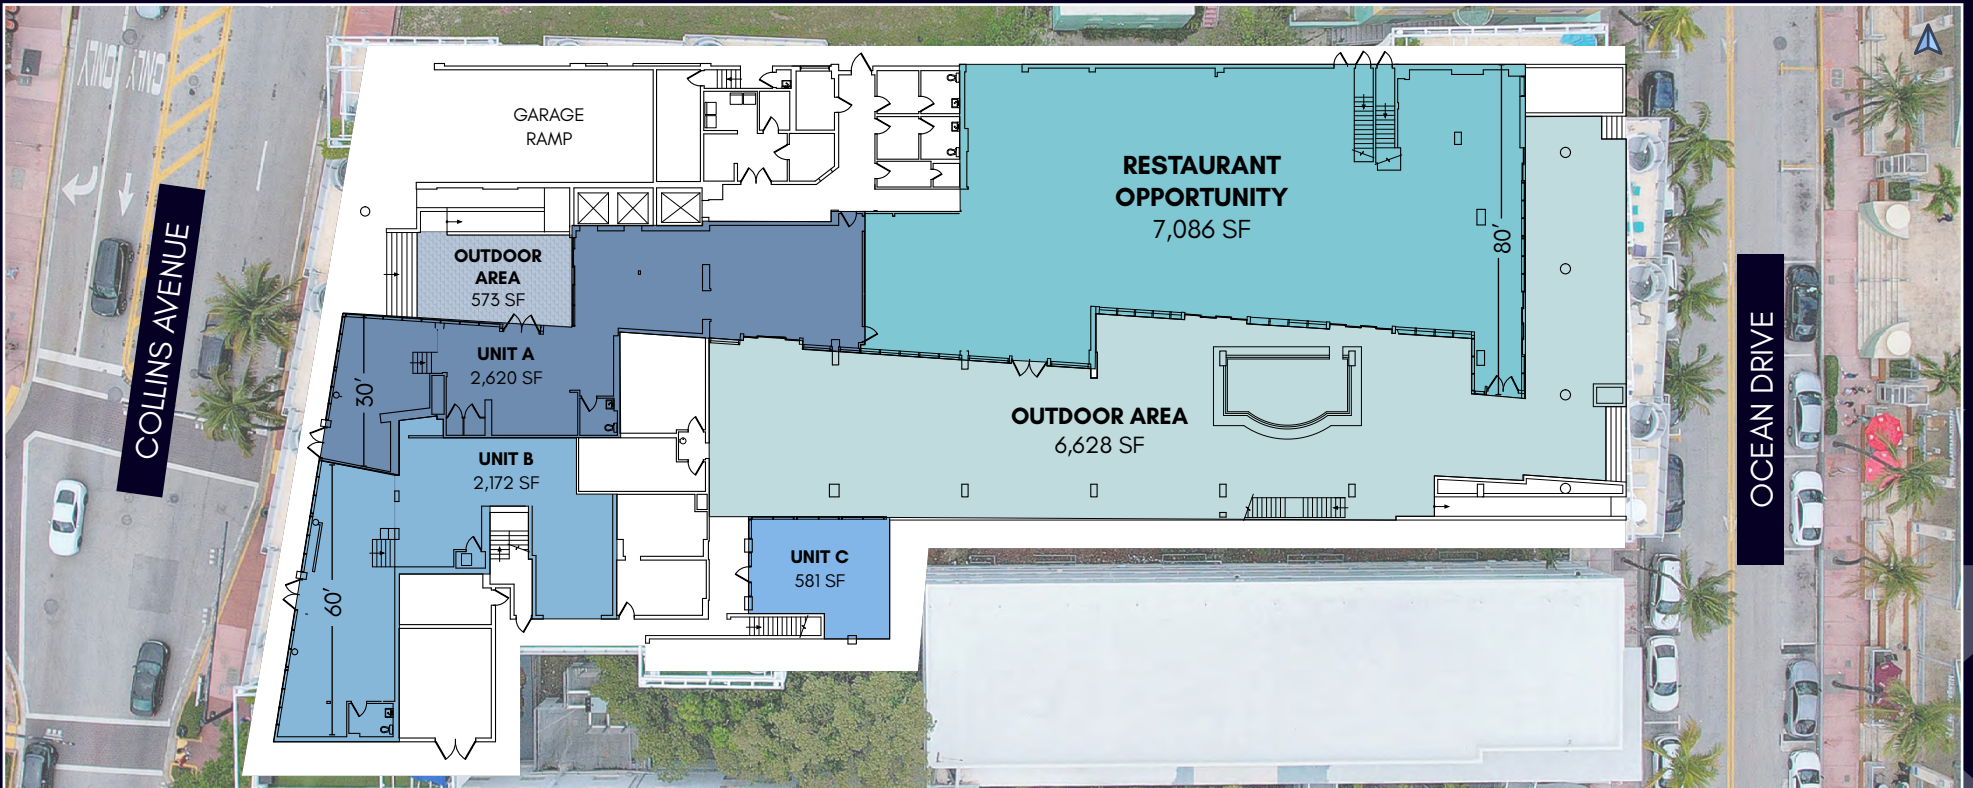 ONLY
ONLY
GARAGE
RAMP
RESTAURANT
OPPORTUNITY
7,086 SF
80'
OUTDOOR
AREA
573 SF
COLLINS AVENUE
UNIT A
2,620 SF
30'
OUTDOOR AREA
6,628 SF
OCEAN DRIVE
UNIT B
2,172 SF
UNIT C
581 SF
60'